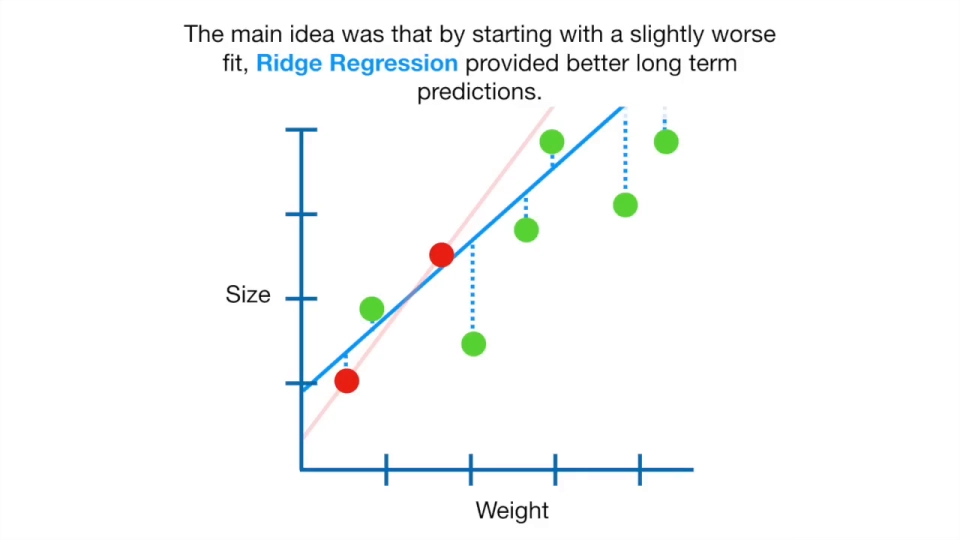 The main idea was that by starting with a slightly worse
fit, Ridge Regression provided better long term
predictions.
Size
Weight